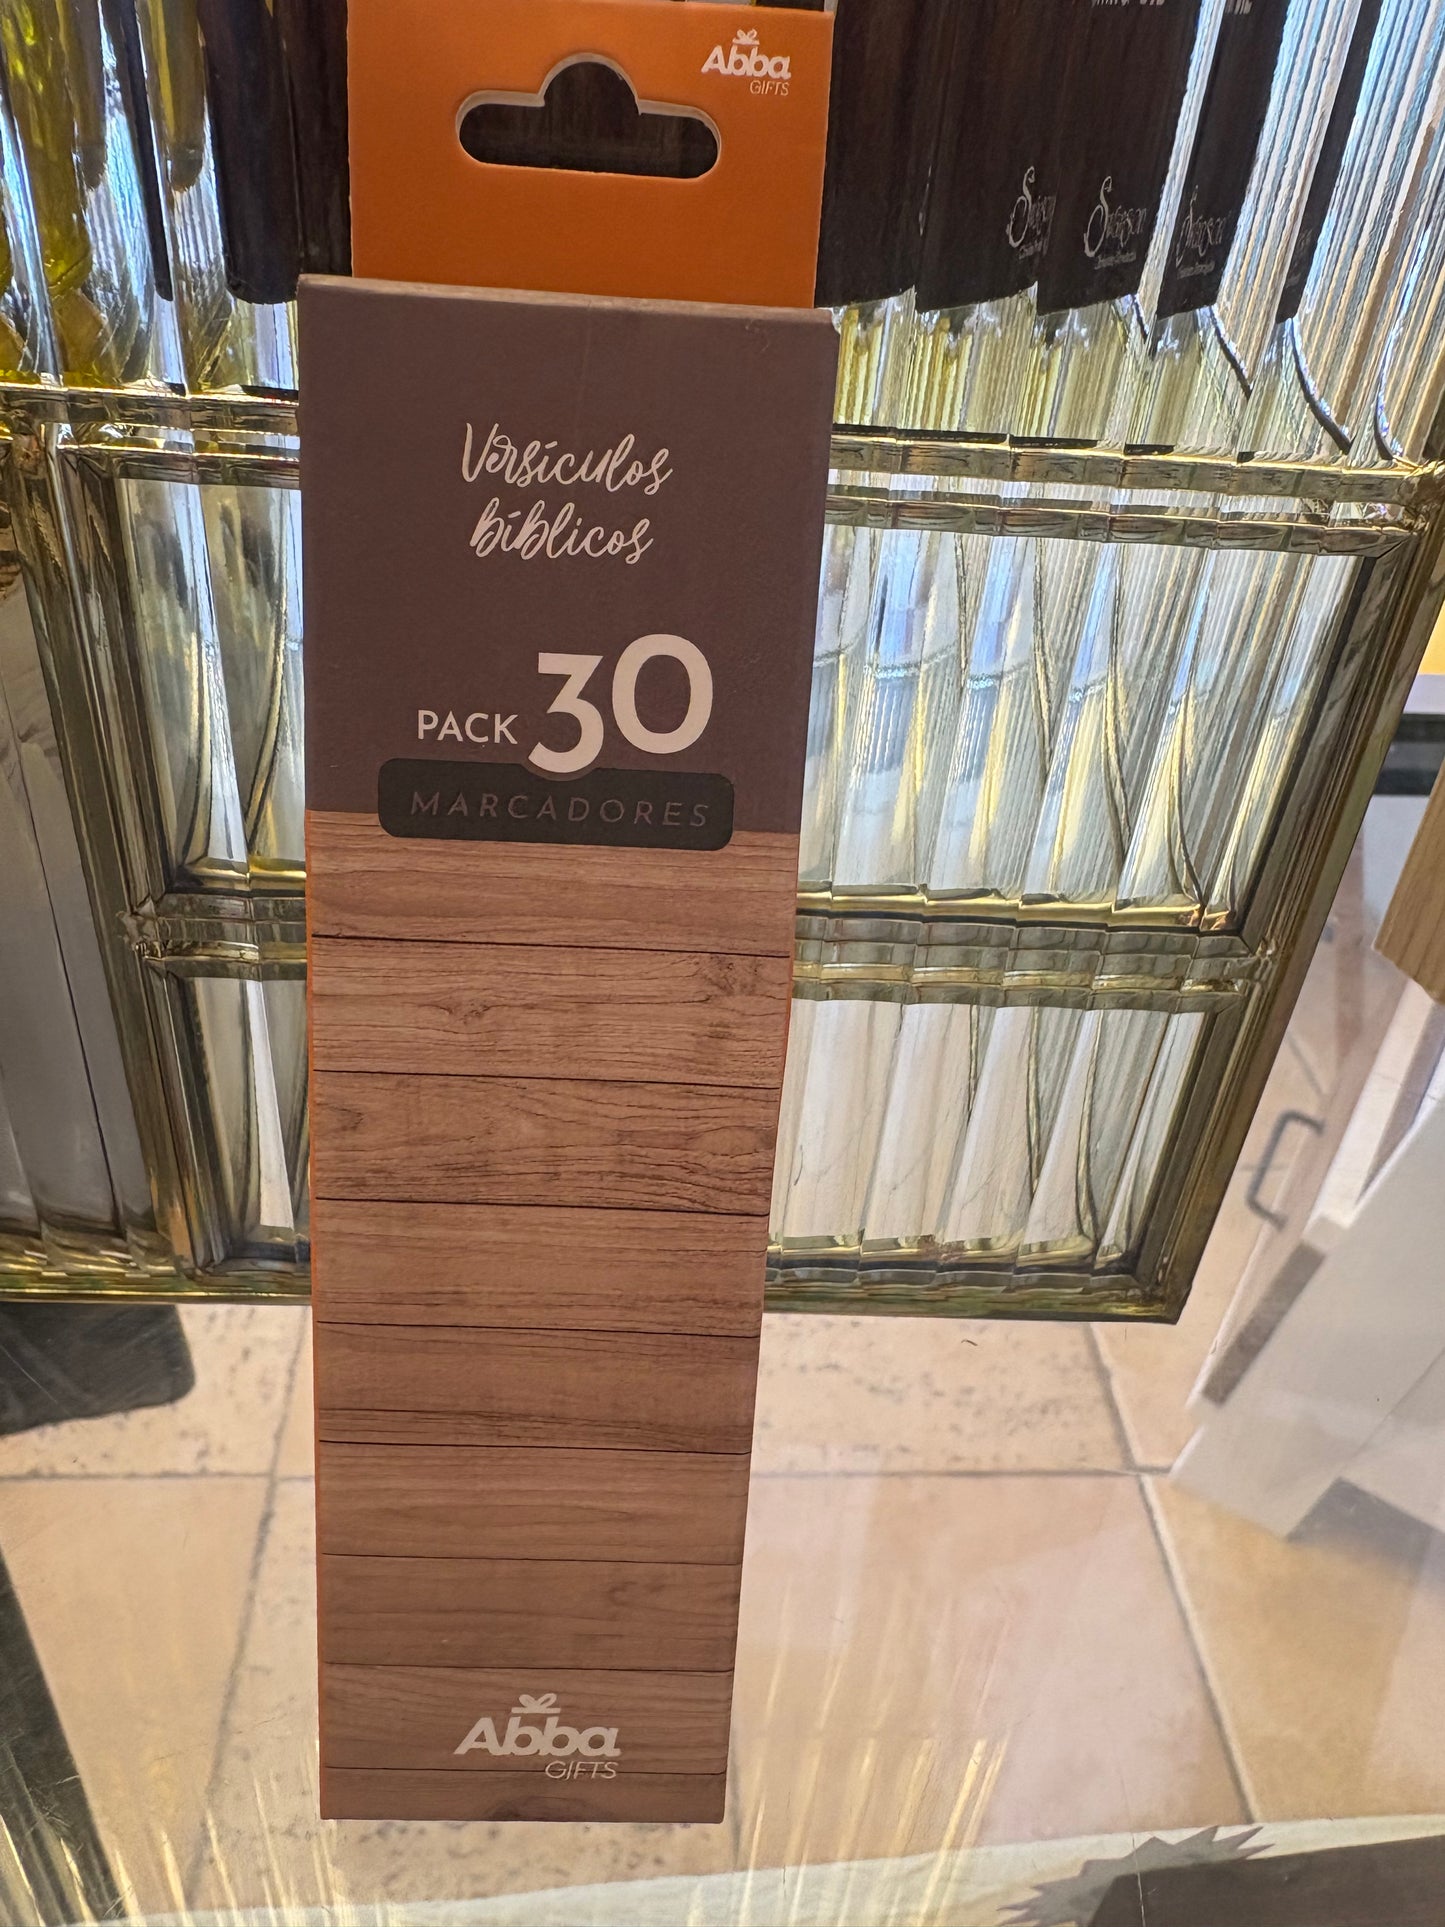 Abba
GIFTS
Versículos
bíblicos
PACK 30
MARCADORES
Abba
GIFTS